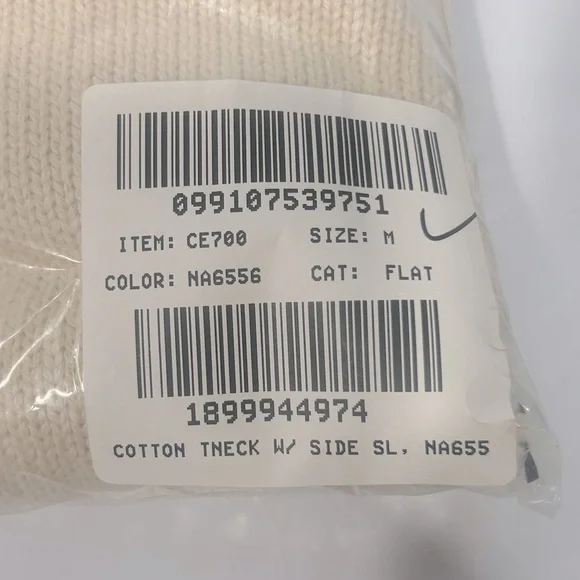 099107539751
ITEM: CE700 SIZE: M
COLOR: NA6556 CAT: FLAT
1899944974
COTTON TNECK W/ SIDE SL, NA655